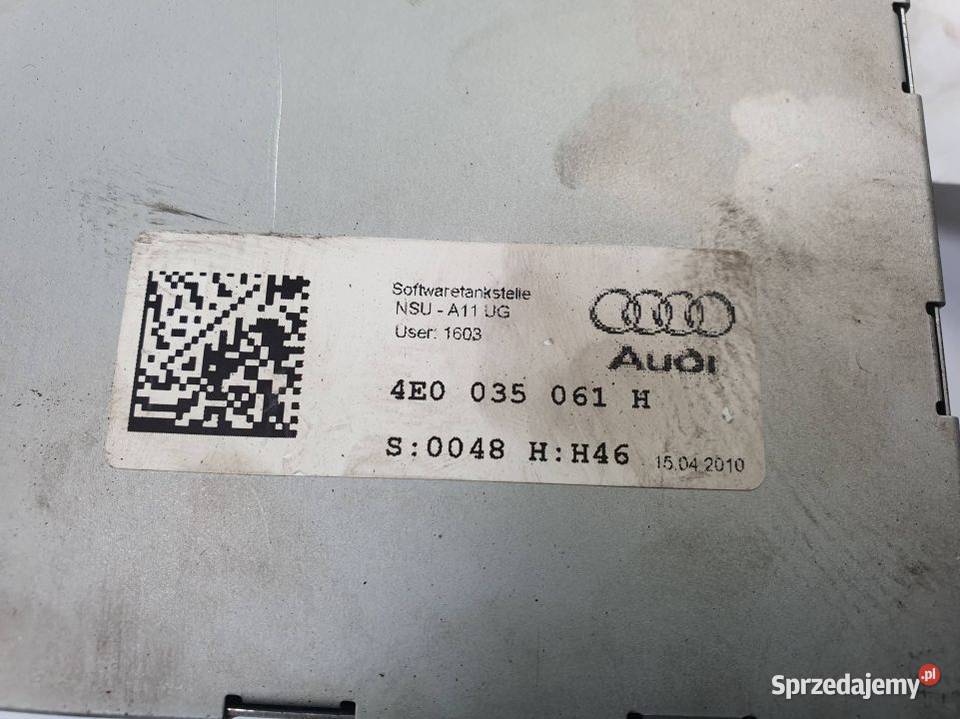 Softwaretankstelle
NSU - A11 UG
User: 1603
Audi
4E0 035 061 H
S:0048 H:H46
15.04.2010
Sprzedajemy.pl